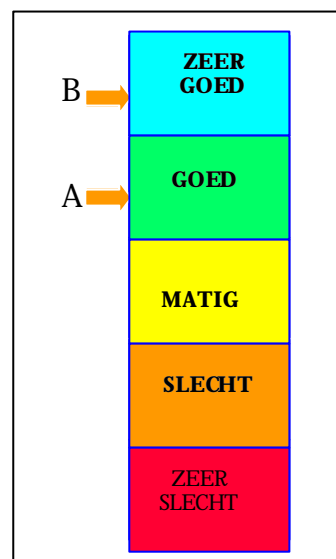 ZEER
GOED
B
GOED
A
MATIG
SLECHT
ZEER
SLECHT